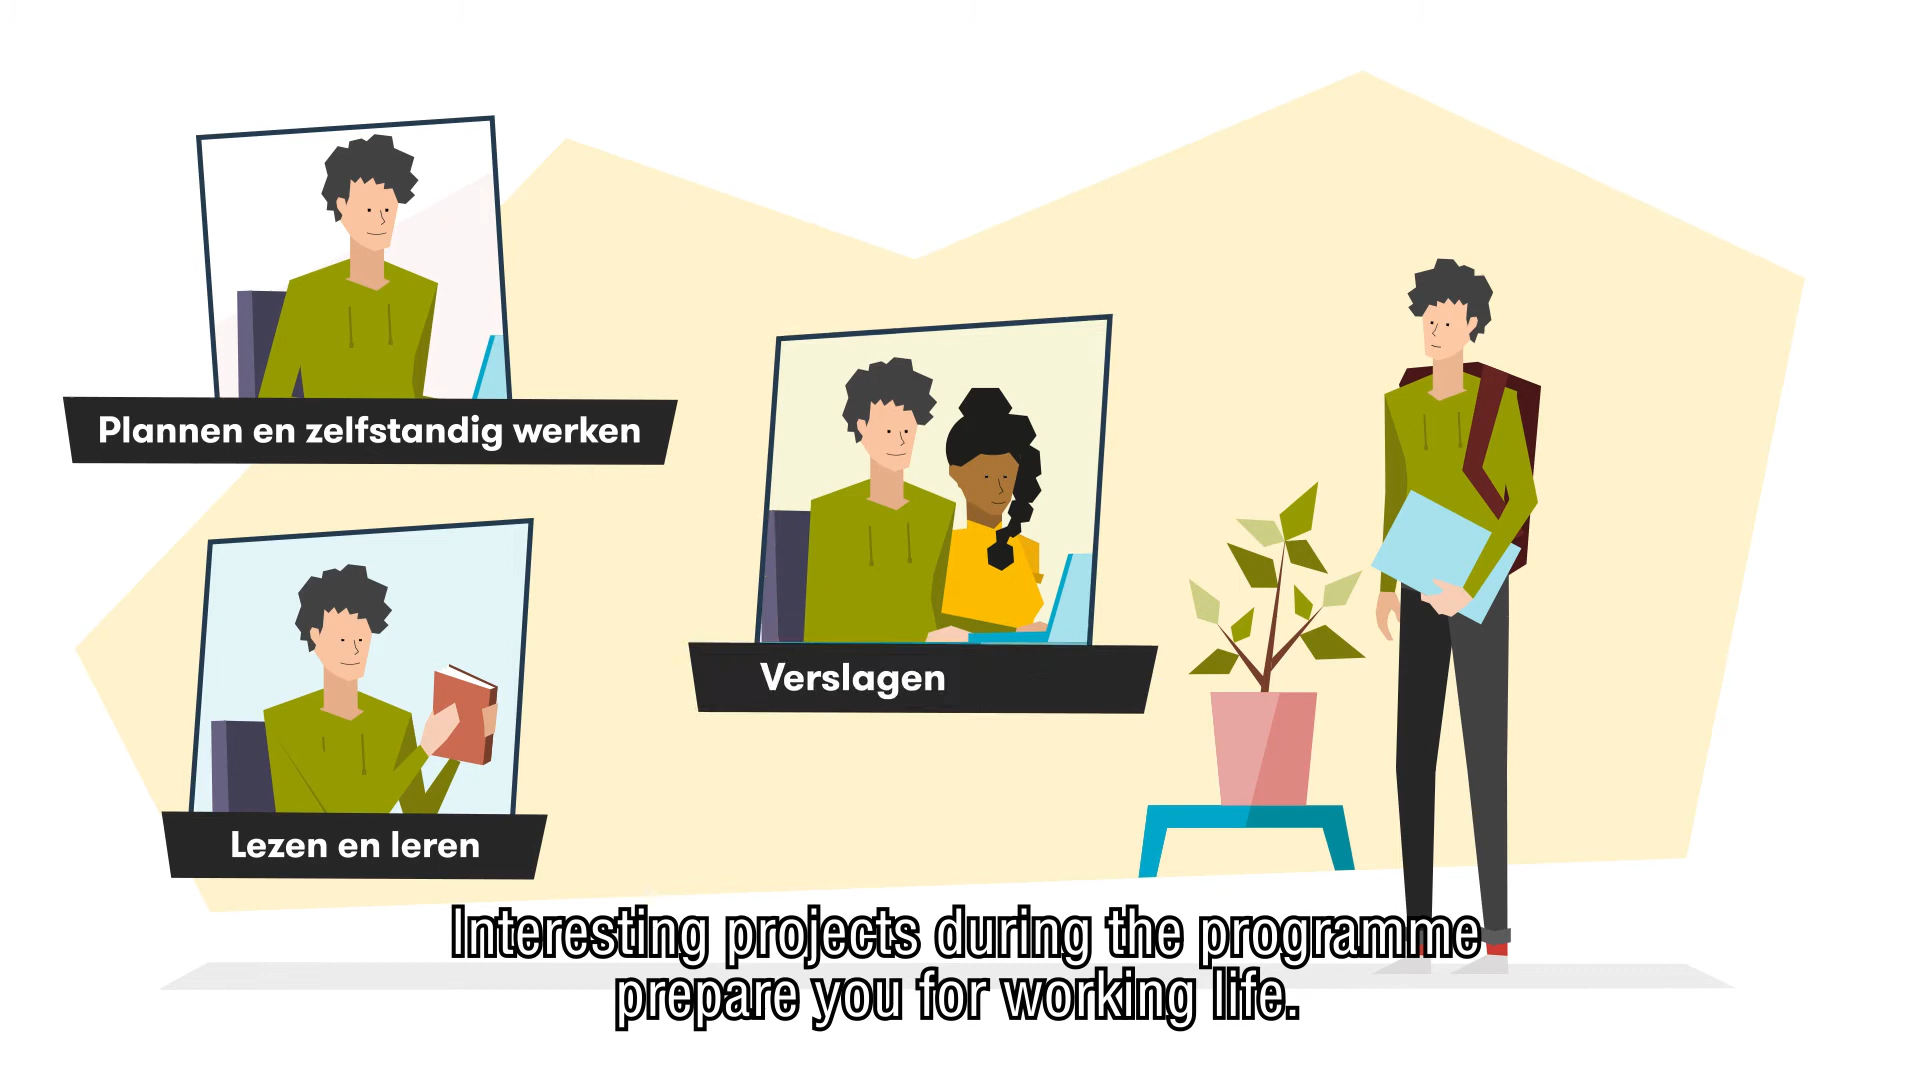 Plannen en zelfstandig werken
Verslagen
Lezen en leren
Interesting projects during the programme
prepare you for working life.